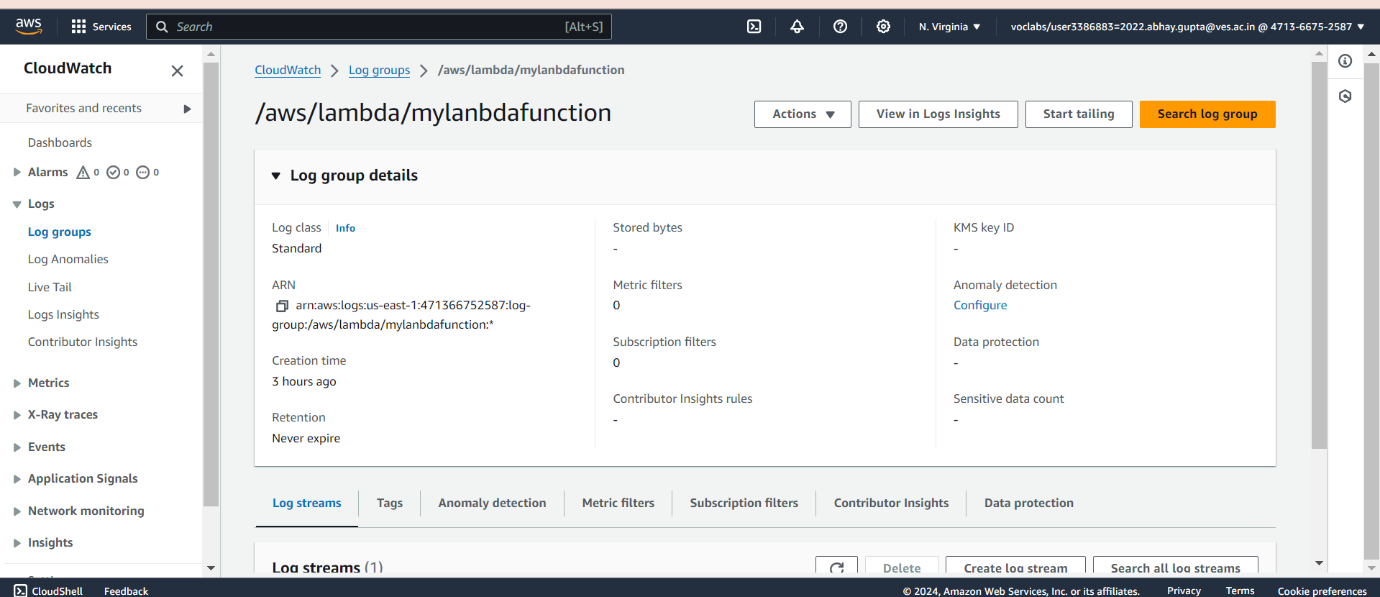 aws Services Search [Alt+S] N. Virginia voclabs/user3386883=2022.abhay.gupta@ves.ac.in @ 4713-6675-2587
CloudWatch
Favorites and recents
Dashboards
Alarms 0 0 0
Logs
Log groups
Log Anomalies
Live Tail
Logs Insights
Contributor Insights
Metrics
X-Ray traces
Events
Application Signals
Network monitoring
Insights
CloudWatch > Log groups > /aws/lambda/mylanbdafunction
/aws/lambda/mylanbdafunction
Actions View in Logs Insights Start tailing Search log group
Log group details
Log class Info
Standard
ARN
arn:aws:logs:us-east-1:471366752587:log-
group:/aws/lambda/mylanbdafunction:*
Creation time
3 hours ago
Retention
Never expire
Stored bytes
-
Metric filters
0
Subscription filters
0
Contributor Insights rules
-
KMS key ID
-
Anomaly detection
Configure
Data protection
-
Sensitive data count
-
Log streams Tags Anomaly detection Metric filters Subscription filters Contributor Insights Data protection
Log streams (1) Delete Create log stream Search all log streams
CloudShell Feedback © 2024, Amazon Web Services, Inc. or its affiliates. Privacy Terms Cookie preferences